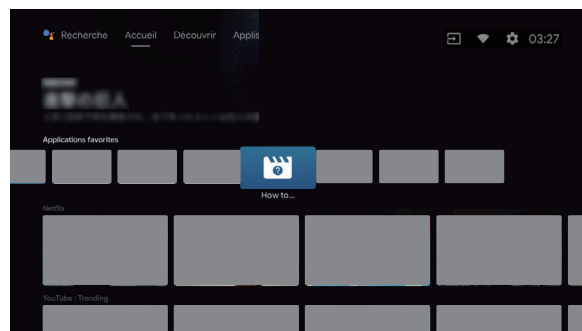 Recherche Accueil Découvrir Applis 03:27
Applications favorites
How to...
Netflix
YouTube : Trending